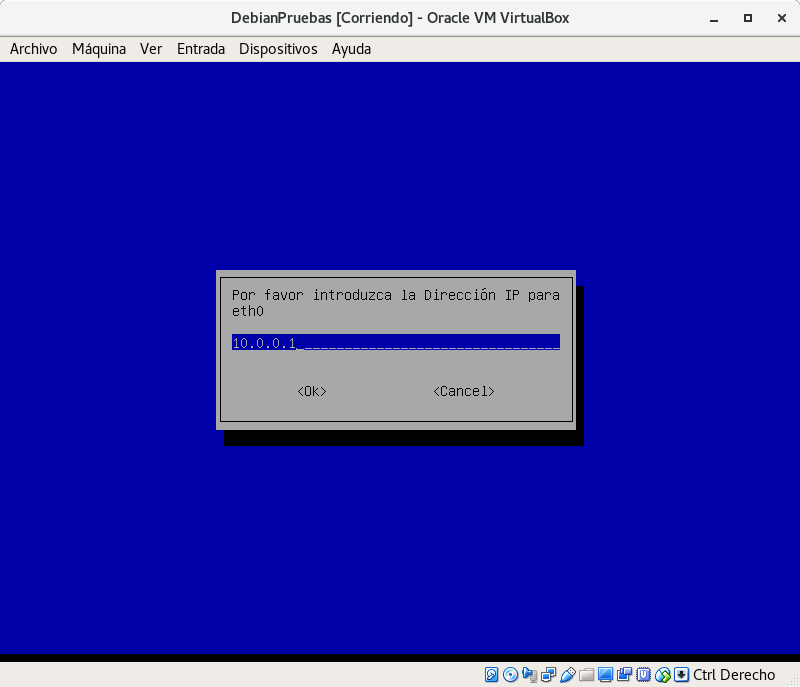 DebianPruebas [Corriendo] - Oracle VM VirtualBox
Archivo Máquina Ver Entrada Dispositivos Ayuda
Por favor introduzca la Dirección IP para
eth0
10.0.0.1
<Ok> <Cancel>
Ctrl Derecho